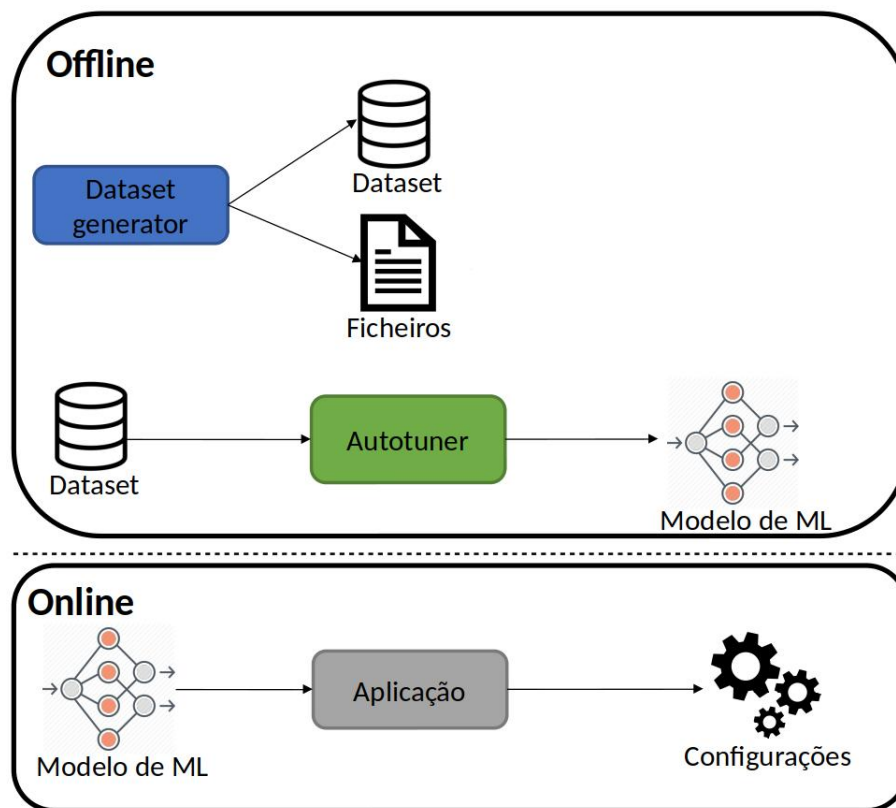 Offline
Dataset
generator
Dataset
Ficheiros
Dataset
Autotuner
Modelo de ML
Online
Modelo de ML
Aplicação
Configurações